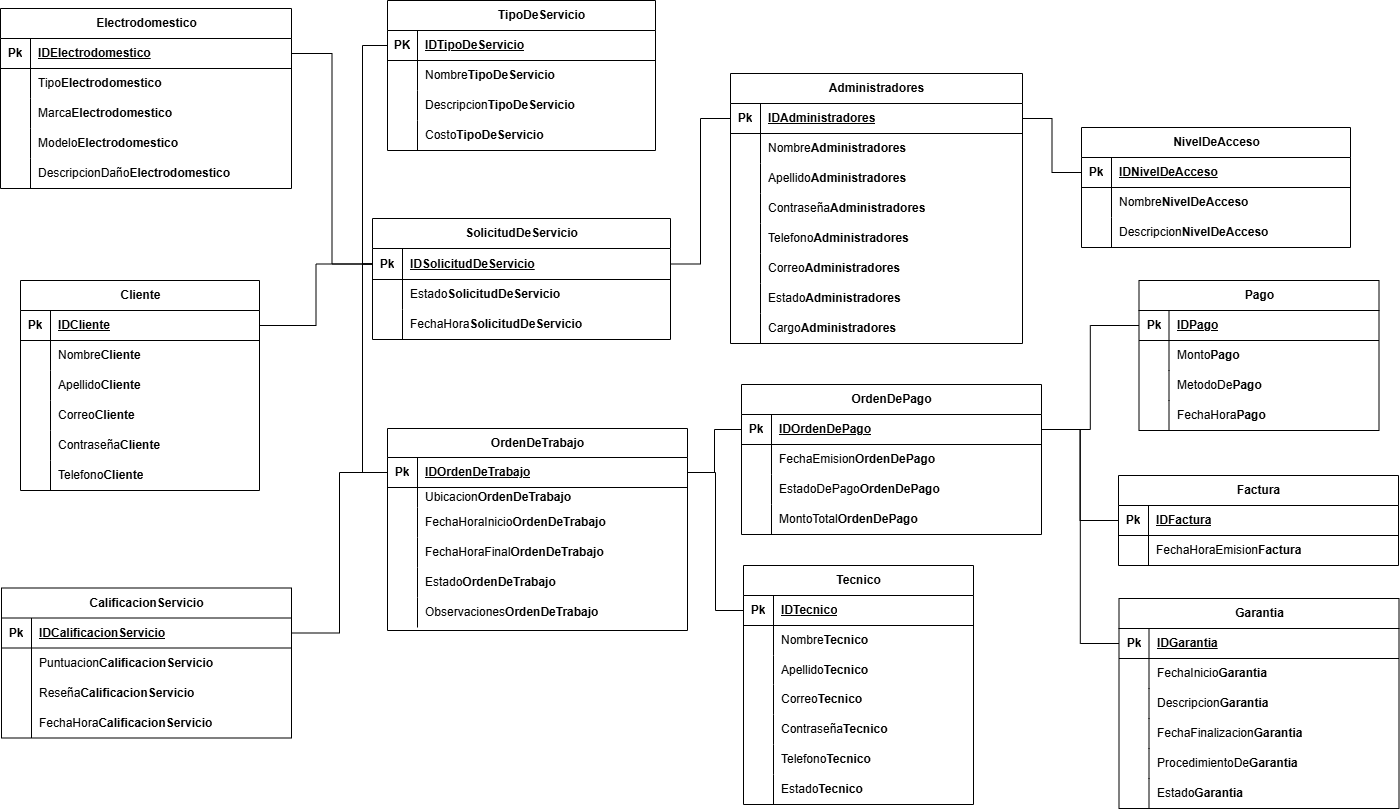 Electrodomestico
Pk IDElectrodomestico
TipoElectrodomestico
MarcaElectrodomestico
ModeloElectrodomestico
DescripcionDañoElectrodomestico
TipoDeServicio
PK IDTipoDeServicio
NombreTipoDeServicio
DescripcionTipoDeServicio
CostoTipoDeServicio
Administradores
Pk IDAdministradores
NombreAdministradores
ApellidoAdministradores
ContraseñaAdministradores
TelefonoAdministradores
CorreoAdministradores
EstadoAdministradores
CargoAdministradores
NivelDeAcceso
Pk IDNivelDeAcceso
NombreNivelDeAcceso
DescripcionNivelDeAcceso
SolicitudDeServicio
Pk IDSolicitudDeServicio
EstadoSolicitudDeServicio
FechaHoraSolicitudDeServicio
Cliente
Pk IDCliente
NombreCliente
ApellidoCliente
CorreoCliente
ContraseñaCliente
TelefonoCliente
Pago
Pk IDPago
MontoPago
MetodoDePago
FechaHoraPago
OrdenDePago
Pk IDOrdenDePago
FechaEmisionOrdenDePago
EstadoDePagoOrdenDePago
MontoTotalOrdenDePago
OrdenDeTrabajo
Pk IDOrdenDeTrabajo
UbicacionOrdenDeTrabajo
FechaHoraInicioOrdenDeTrabajo
FechaHoraFinalOrdenDeTrabajo
EstadoOrdenDeTrabajo
ObservacionesOrdenDeTrabajo
Factura
Pk IDFactura
FechaHoraEmisionFactura
CalificacionServicio
Pk IDCalificacionServicio
PuntuacionCalificacionServicio
ReseñaCalificacionServicio
FechaHoraCalificacionServicio
Tecnico
Pk IDTecnico
NombreTecnico
ApellidoTecnico
CorreoTecnico
ContraseñaTecnico
TelefonoTecnico
EstadoTecnico
Garantia
Pk IDGarantia
FechaInicioGarantia
DescripcionGarantia
FechaFinalizacionGarantia
ProcedimientoDeGarantia
EstadoGarantia